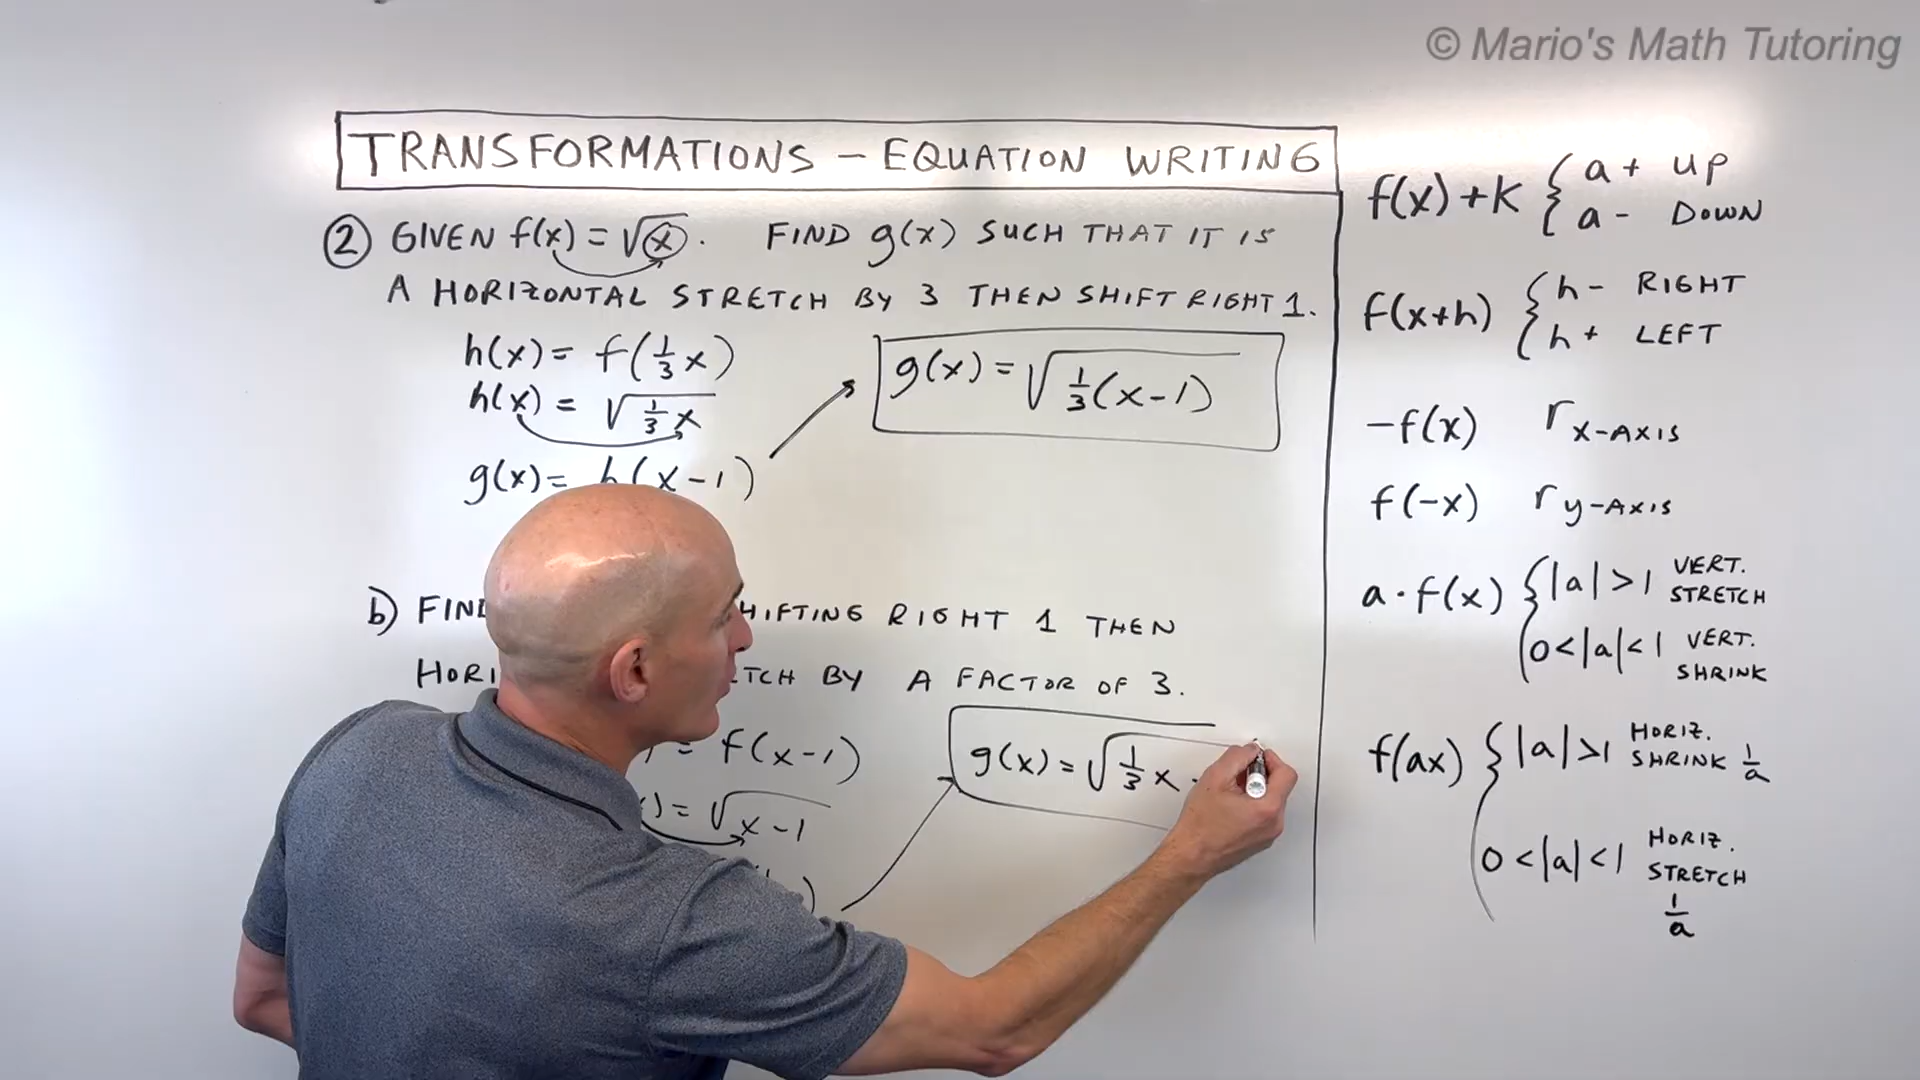 © Mario's Math Tutoring
TRANSFORMATIONS – EQUATION WRITING
② GIVEN f(x) = √x. FIND g(x) SUCH THAT IT IS
A HORIZONTAL STRETCH BY 3 THEN SHIFT RIGHT 1.
h(x) = f(1/3 x)
h(x) = √(1/3 x)
g(x) = h(x-1)
g(x) = √(1/3(x-1))
b) FIND HIFTING RIGHT 1 THEN
HORI TCH BY A FACTOR OF 3.
= f(x-1)
) = √(x-1)
g(x) = √(1/3 x
f(x)+K { a + UP
a - DOWN
f(x+h) { h - RIGHT
h + LEFT
-f(x) r x-AXIS
f(-x) r y-AXIS
a·f(x) { |a|>1 VERT. STRETCH
0<|a|<1 VERT. SHRINK
f(ax) { |a|>1 HORIZ. SHRINK 1/a
0<|a|<1 HORIZ. STRETCH 1/a